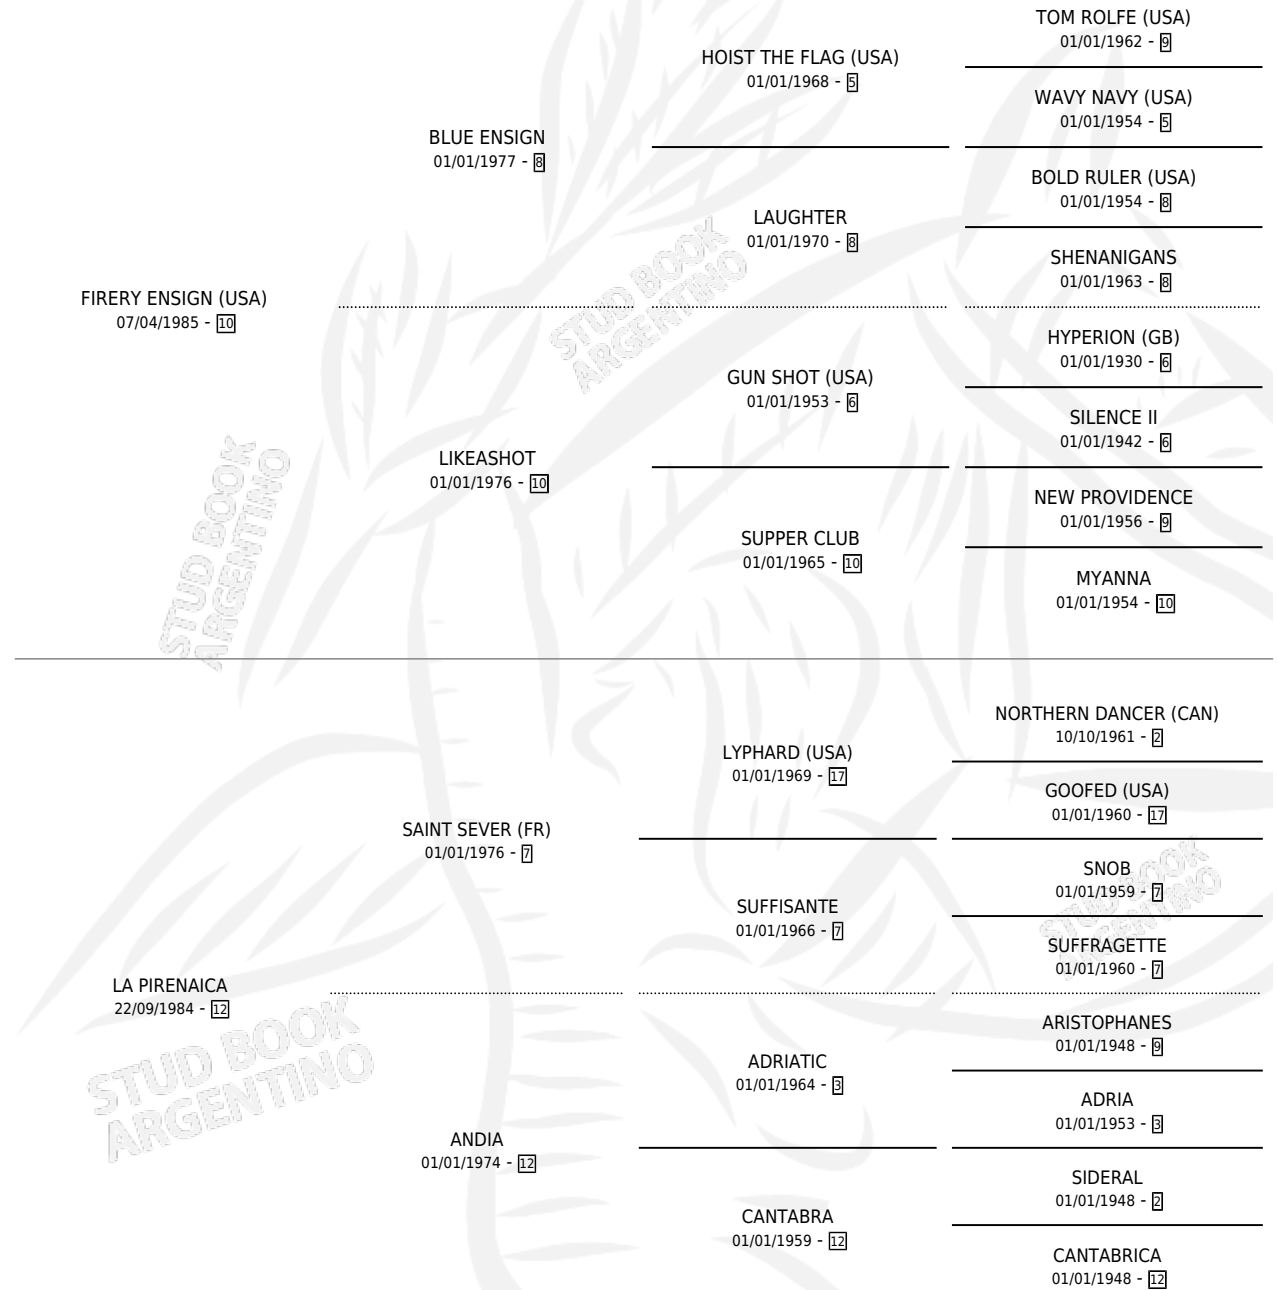 TOM ROLFE (USA)
01/01/1962 - 9
HOIST THE FLAG (USA)
01/01/1968 - 5
WAVY NAVY (USA)
01/01/1954 - 5
BLUE ENSIGN
01/01/1977 - 8
BOLD RULER (USA)
01/01/1954 - 8
LAUGHTER
01/01/1970 - 8
SHENANIGANS
01/01/1963 - 8
FIRERY ENSIGN (USA)
07/04/1985 - 10
STUD BOOK
ARGENTINO
HYPERION (GB)
01/01/1930 - 6
GUN SHOT (USA)
01/01/1953 - 6
SILENCE II
01/01/1942 - 6
LIKEASHOT
01/01/1976 - 10
NEW PROVIDENCE
01/01/1956 - 9
SUPPER CLUB
01/01/1965 - 10
MYANNA
01/01/1954 - 10
STUD BOOK
ARGENTINO
NORTHERN DANCER (CAN)
10/10/1961 - 2
LYPHARD (USA)
01/01/1969 - 17
GOOFED (USA)
01/01/1960 - 17
SAINT SEVER (FR)
01/01/1976 - 7
SNOB
01/01/1959 - 7
SUFFISANTE
01/01/1966 - 7
STUD BOOK
ARGENTINO
SUFFRAGETTE
01/01/1960 - 7
LA PIRENAICA
22/09/1984 - 12
ARISTOPHANES
01/01/1948 - 9
ADRIATIC
01/01/1964 - 3
STUD BOOK
ARGENTINO
ADRIA
01/01/1953 - 3
ANDIA
01/01/1974 - 12
SIDERAL
01/01/1948 - 2
CANTABRA
01/01/1959 - 12
CANTABRICA
01/01/1948 - 12